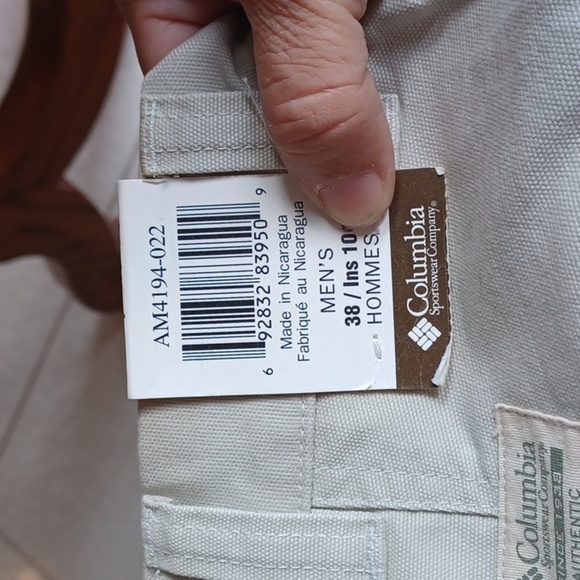 AM4194-022
6 92832 83950 9
Made in Nicaragua
Fabriqué au Nicaragua
MEN'S
38 / Ins 10
HOMMES
Columbia
Sportswear Company®
Columbia
Sportswear Company
AUTHENTIC